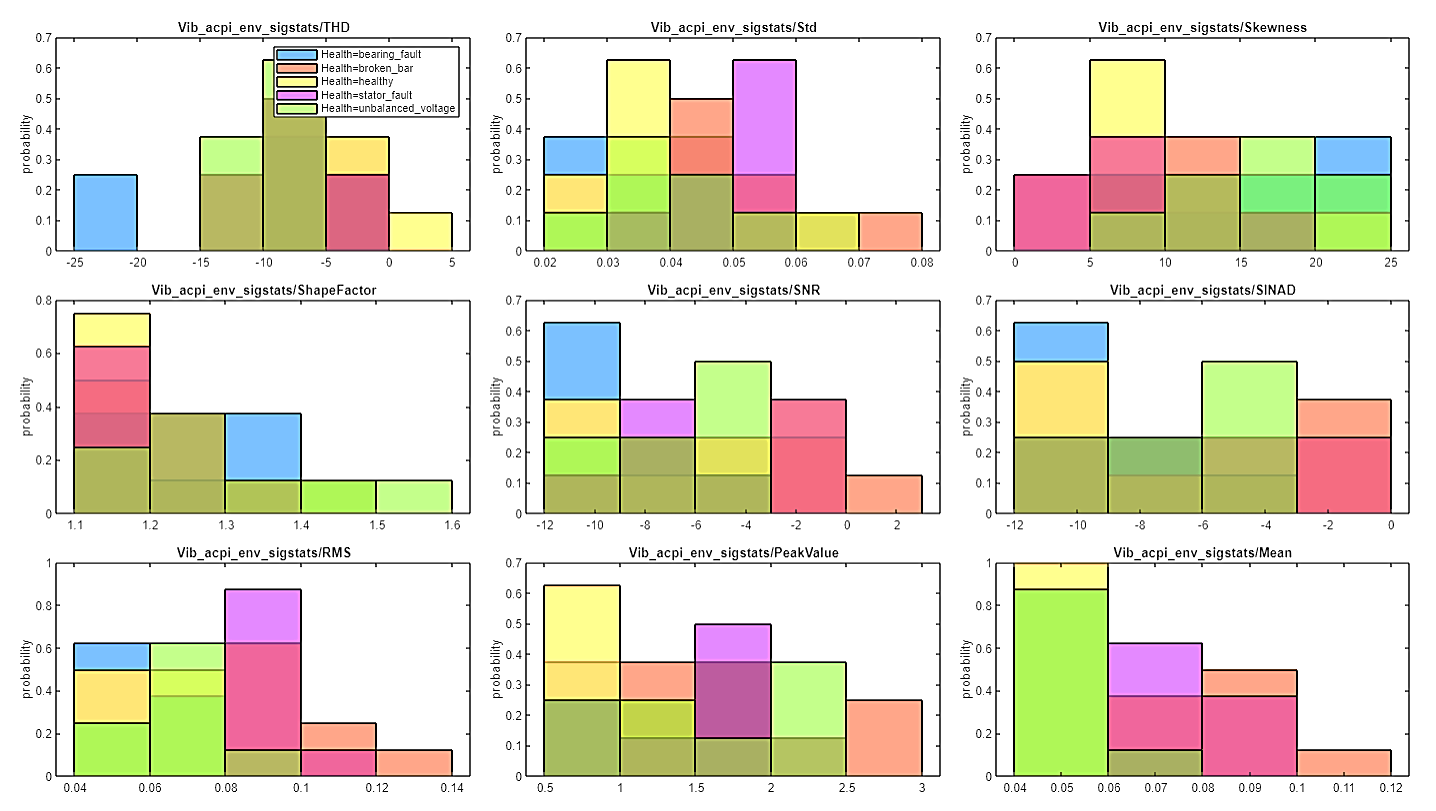 Vib_acpi_env_sigstats/THD
probability
0.7
0.6
0.5
0.4
0.3
0.2
0.1
0
-25 -20 -15 -10 -5 0 5
Health=bearing_fault
Health=broken_bar
Health=healthy
Health=stator_fault
Health=unbalanced_voltage
Vib_acpi_env_sigstats/Std
probability
0.7
0.6
0.5
0.4
0.3
0.2
0.1
0
0.02 0.03 0.04 0.05 0.06 0.07 0.08
Vib_acpi_env_sigstats/Skewness
probability
0.7
0.6
0.5
0.4
0.3
0.2
0.1
0
0 5 10 15 20 25
Vib_acpi_env_sigstats/ShapeFactor
probability
0.8
0.6
0.4
0.2
0
1.1 1.2 1.3 1.4 1.5 1.6
Vib_acpi_env_sigstats/SNR
probability
0.7
0.6
0.5
0.4
0.3
0.2
0.1
0
-12 -10 -8 -6 -4 -2 0 2
Vib_acpi_env_sigstats/SINAD
probability
0.7
0.6
0.5
0.4
0.3
0.2
0.1
0
-12 -10 -8 -6 -4 -2 0
Vib_acpi_env_sigstats/RMS
probability
1
0.8
0.6
0.4
0.2
0
0.04 0.06 0.08 0.1 0.12 0.14
Vib_acpi_env_sigstats/PeakValue
probability
0.7
0.6
0.5
0.4
0.3
0.2
0.1
0
0.5 1 1.5 2 2.5 3
Vib_acpi_env_sigstats/Mean
probability
1
0.8
0.6
0.4
0.2
0
0.04 0.05 0.06 0.07 0.08 0.09 0.1 0.11 0.12